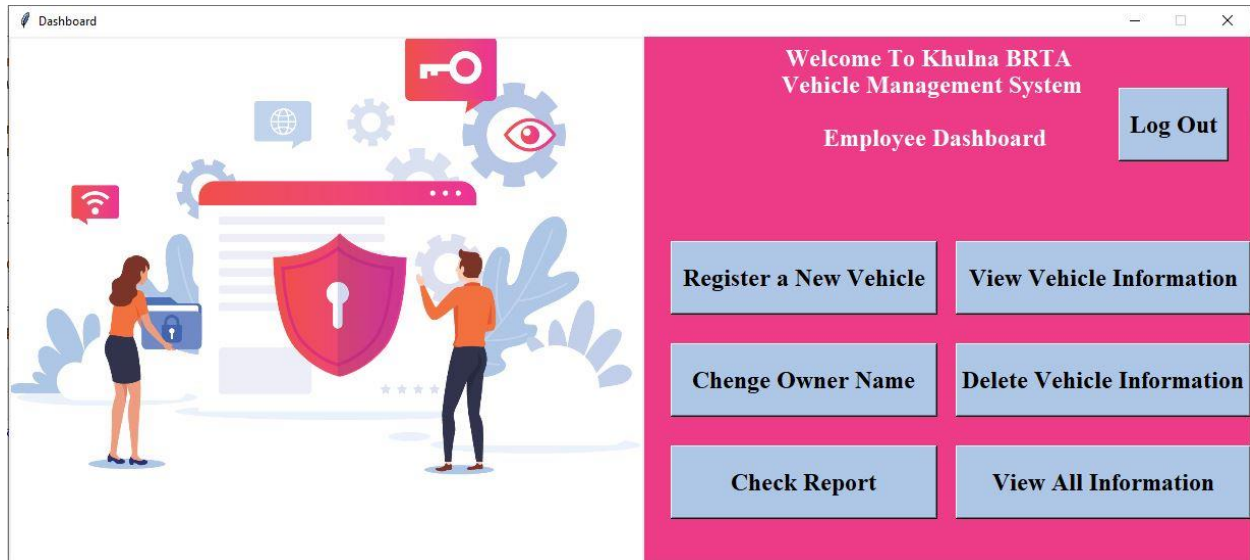 Dashboard
Welcome To Khulna BRTA
Vehicle Management System
Employee Dashboard
Log Out
Register a New Vehicle
View Vehicle Information
Chenge Owner Name
Delete Vehicle Information
Check Report
View All Information